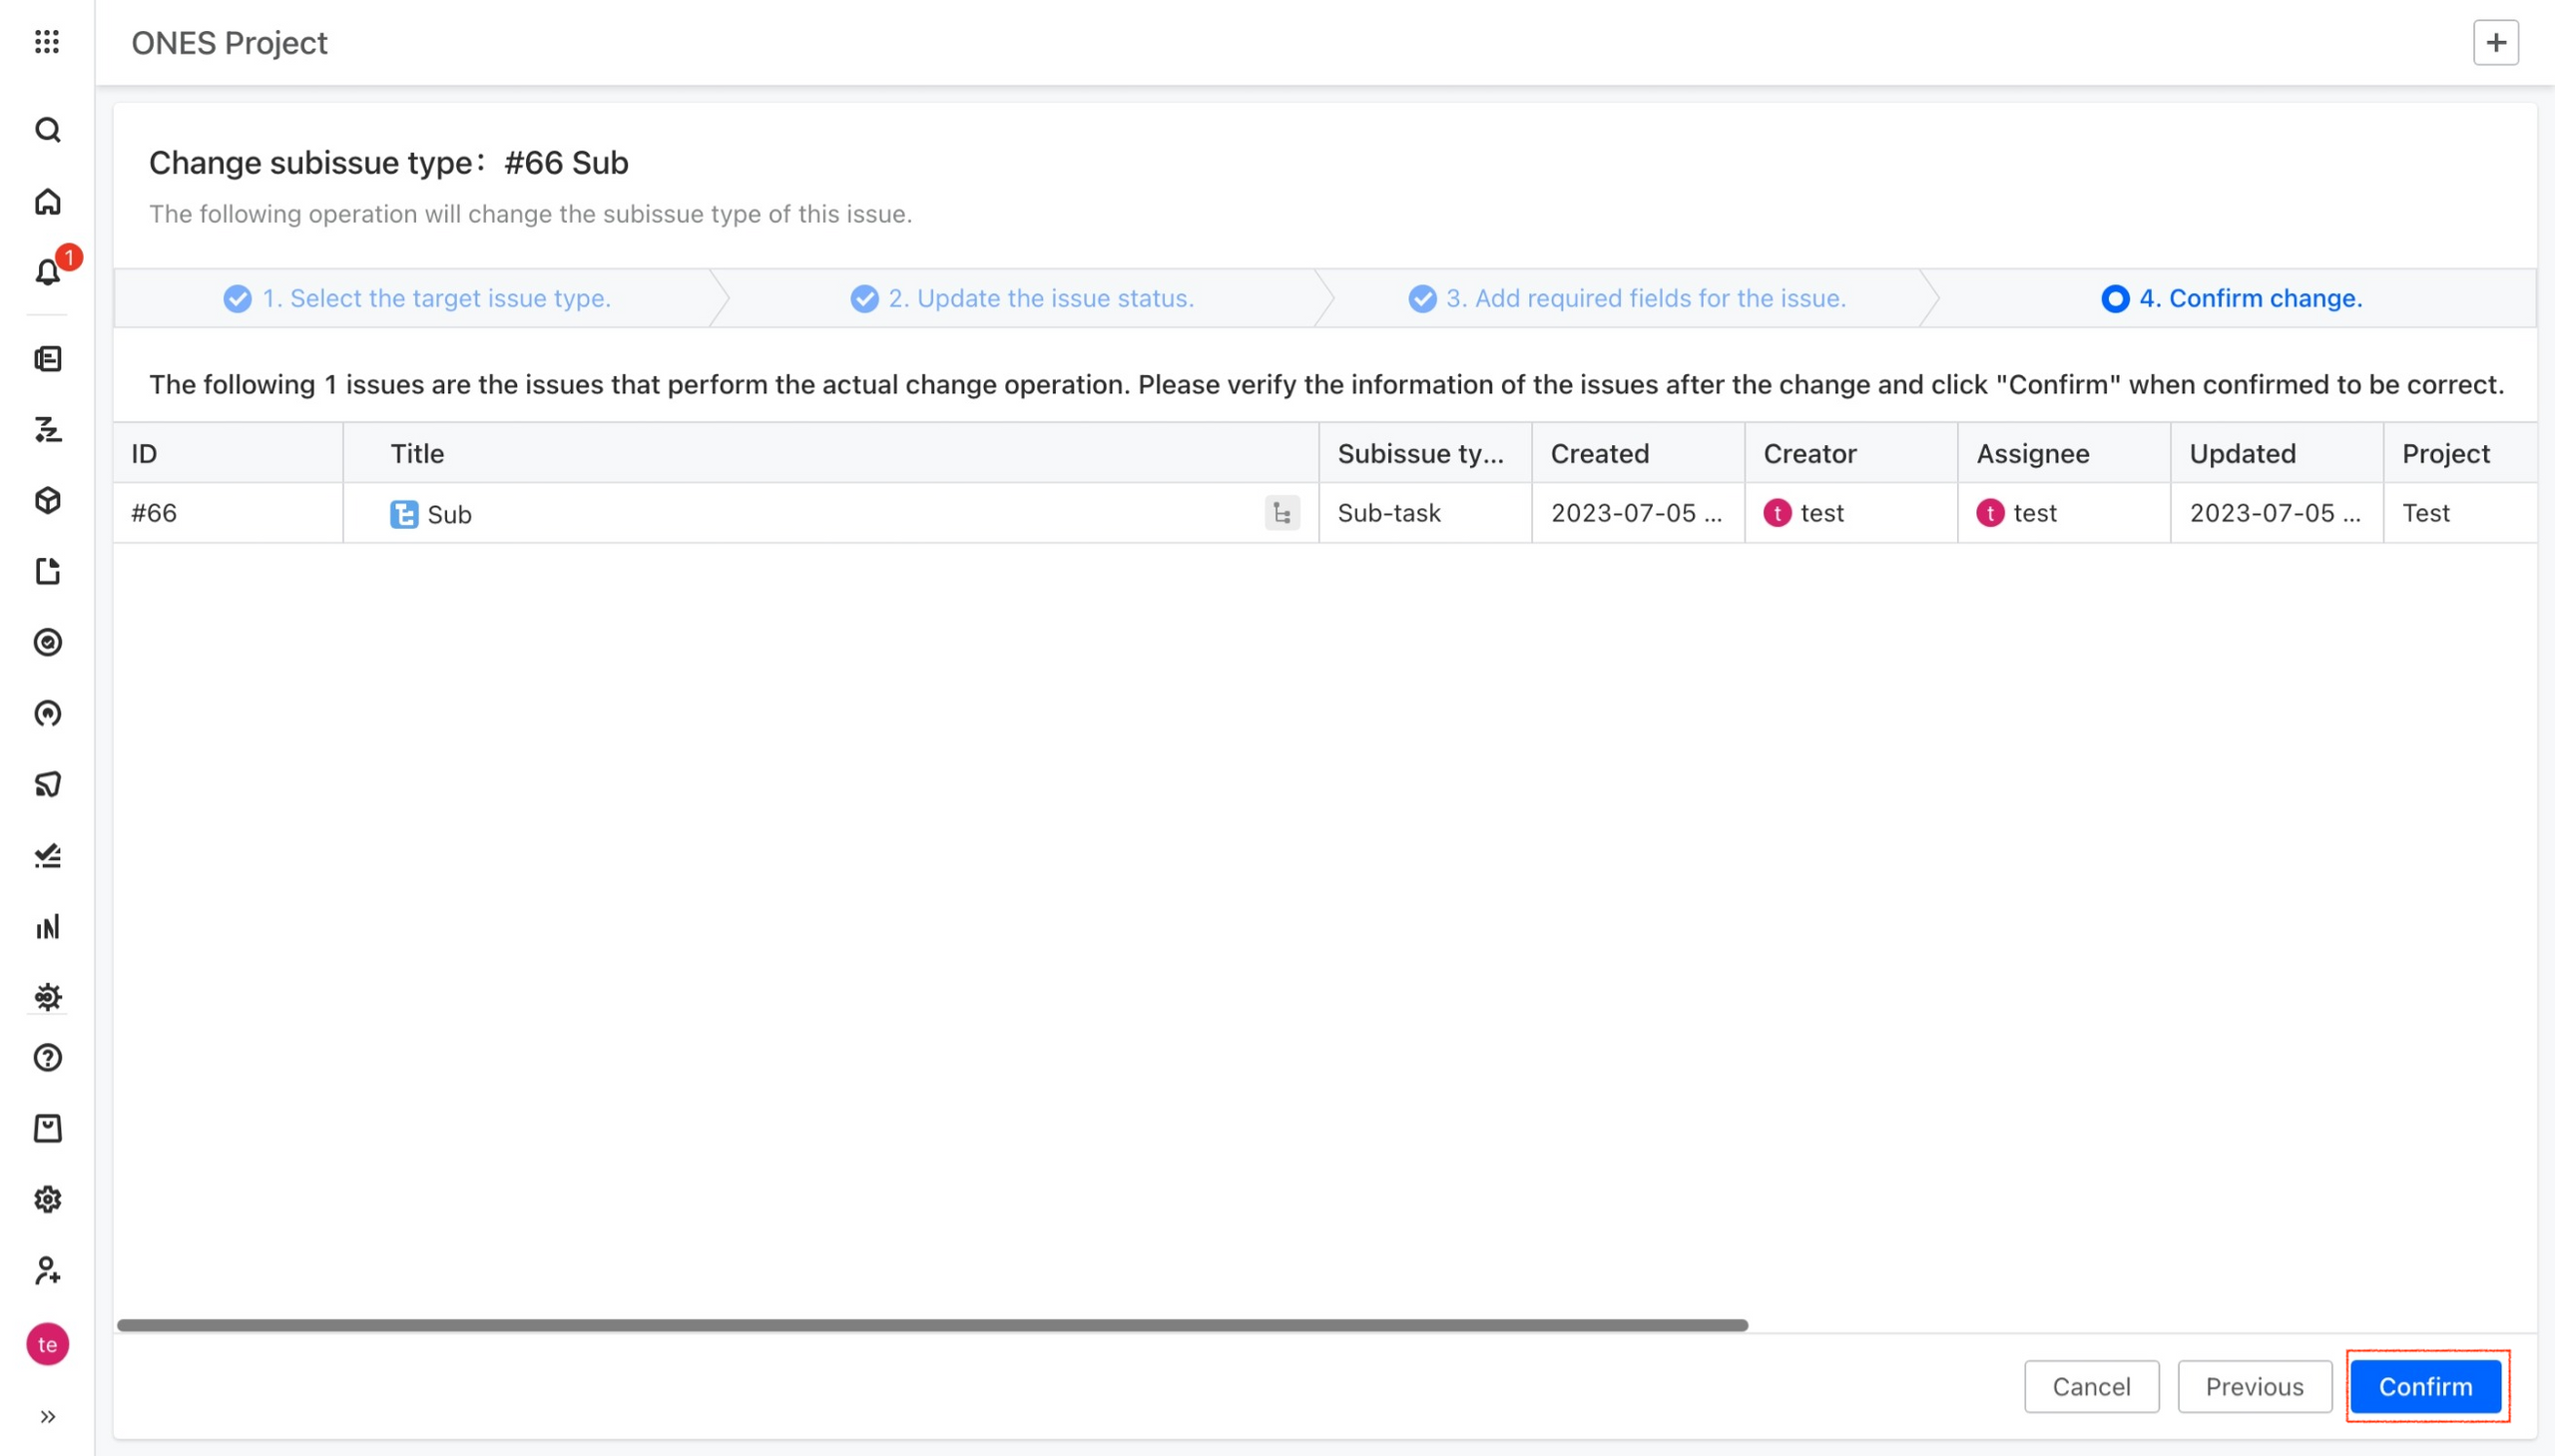 ONES Project
Change subissue type： #66 Sub
The following operation will change the subissue type of this issue.
1
1. Select the target issue type.
2. Update the issue status.
3. Add required fields for the issue.
4. Confirm change.
The following 1 issues are the issues that perform the actual change operation. Please verify the information of the issues after the change and click "Confirm" when confirmed to be correct.
ID Title Subissue ty... Created Creator Assignee Updated Project
#66 Sub Sub-task 2023-07-05 ... t test t test 2023-07-05 ... Test
te
Cancel Previous Confirm